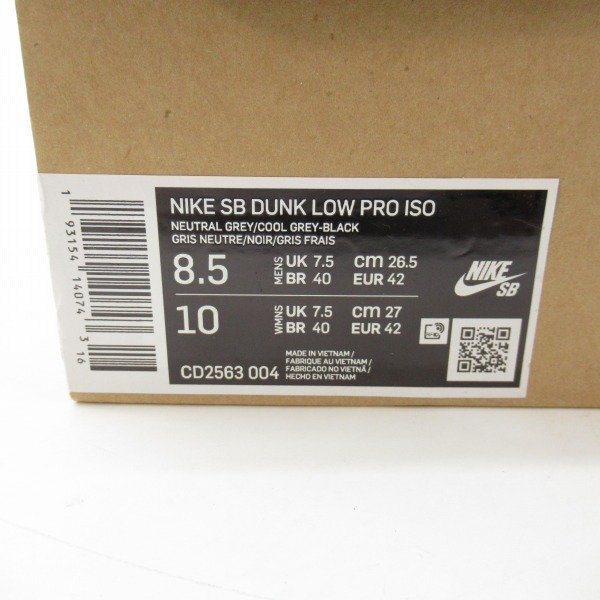 NIKE SB DUNK LOW PRO ISO
NEUTRAL GREY/COOL GREY-BLACK
GRIS NEUTRE/NOIR/GRIS FRAIS
8.5 MENS UK 7.5 cm 26.5
BR 40 EUR 42
10 WMNS UK 7.5 cm 27
BR 40 EUR 42
NIKE SB
CD2563 004
MADE IN VIETNAM/
FABRIQUE AU VIETNAM/
FABRICADO NO VIETNÃ/
HECHO EN VIETNAM
1 93154 14074 3 16